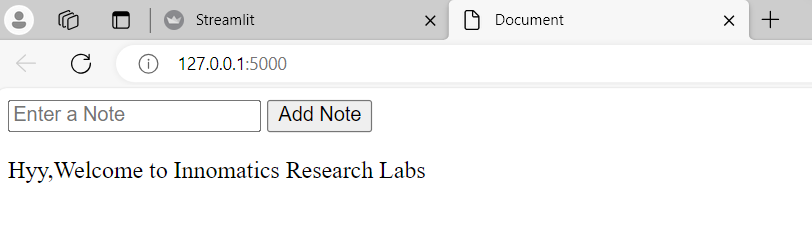 Streamlit
Document
127.0.0.1:5000
Enter a Note
Add Note
Hyy,Welcome to Innomatics Research Labs